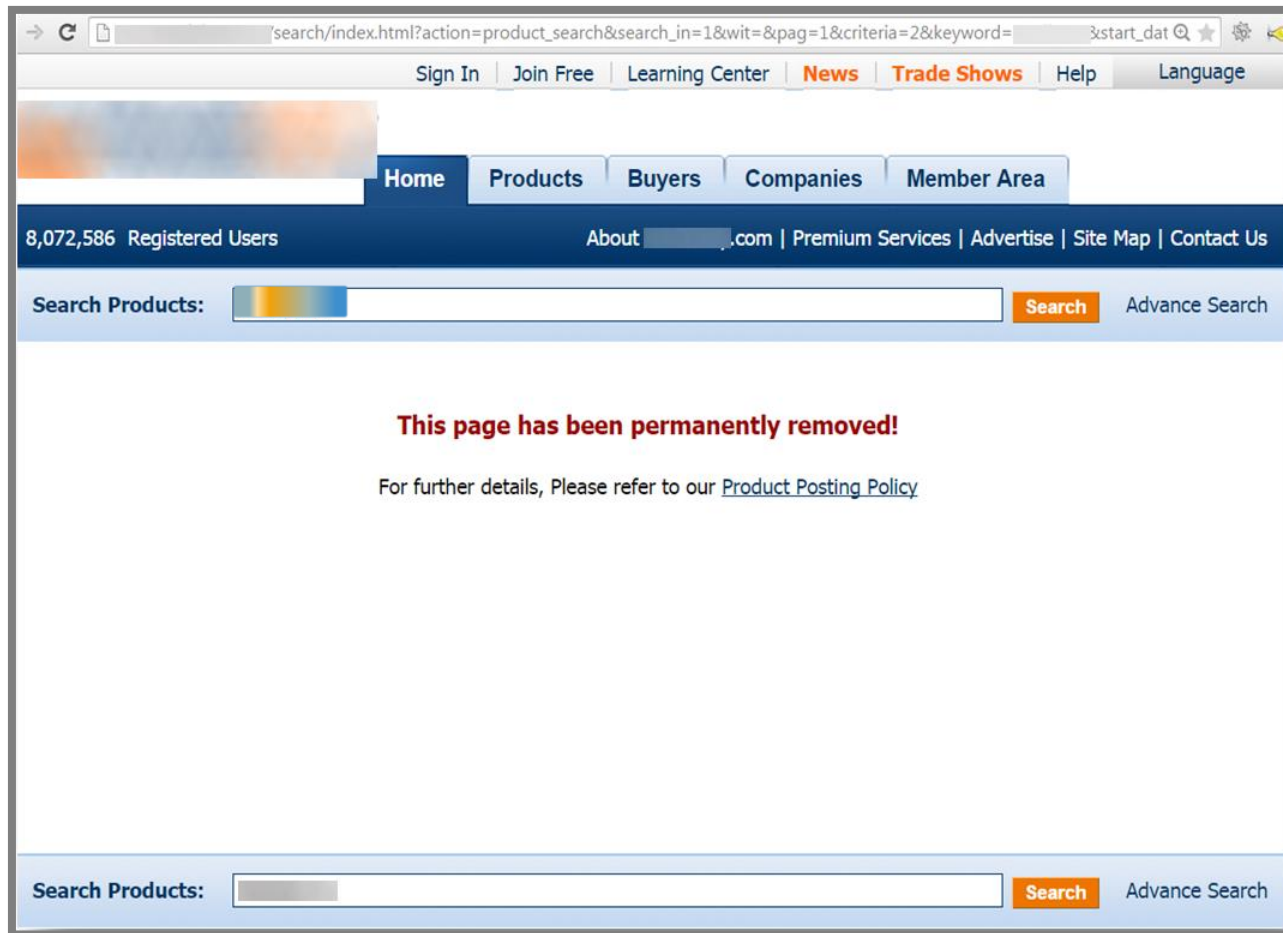 /search/index.html?action=product_search&search_in=1&wit=&pag=1&criteria=2&keyword= &start_dat
Sign In | Join Free | Learning Center | News | Trade Shows | Help Language
Home Products Buyers Companies Member Area
8,072,586 Registered Users About .com | Premium Services | Advertise | Site Map | Contact Us
Search Products: Search Advance Search
This page has been permanently removed!
For further details, Please refer to our Product Posting Policy
Search Products: Search Advance Search